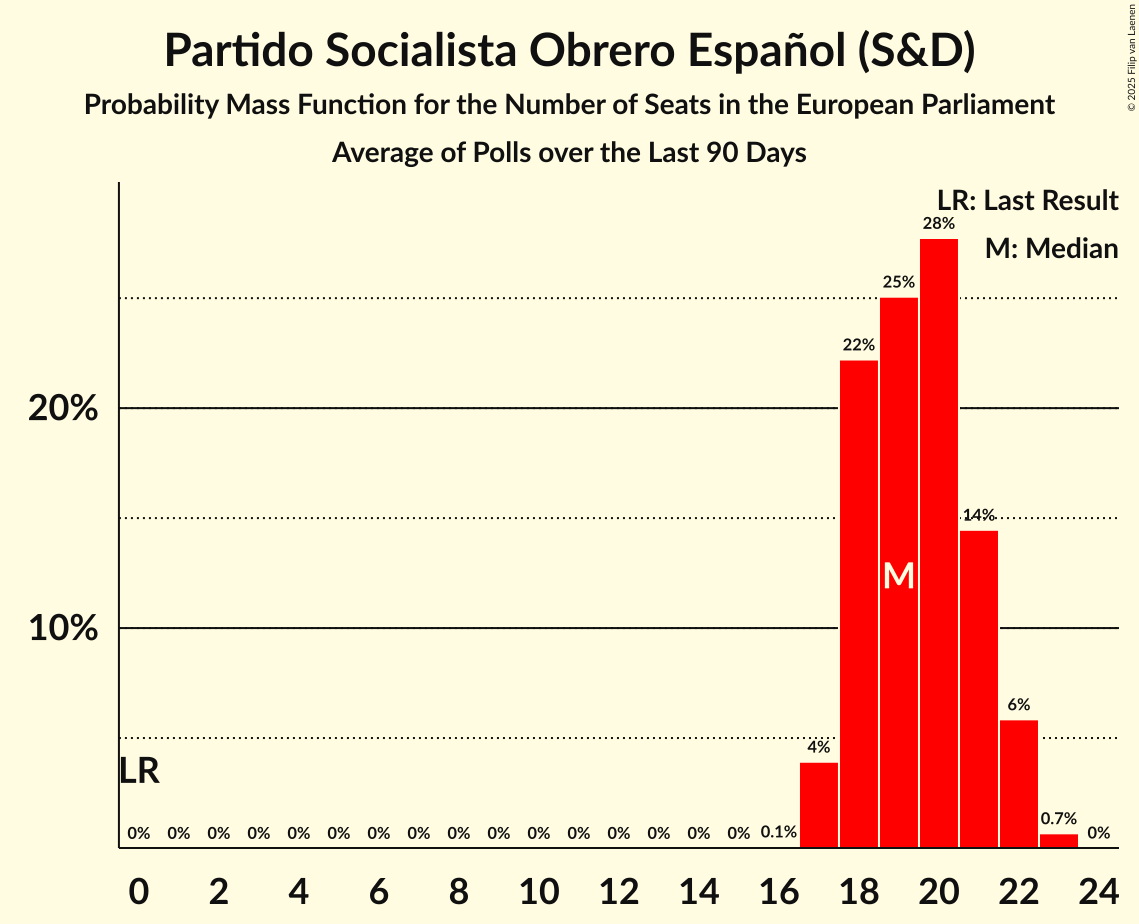 Partido Socialista Obrero Español (S&D)
Probability Mass Function for the Number of Seats in the European Parliament
Average of Polls over the Last 90 Days
© 2025 Filip van Laenen
LR: Last Result
M: Median
28%
25%
22%
20%
14%
M
10%
6%
4%
LR
0% 0% 0% 0% 0% 0% 0% 0% 0% 0% 0% 0% 0% 0% 0% 0% 0.1% 0.7% 0%
0 2 4 6 8 10 12 14 16 18 20 22 24